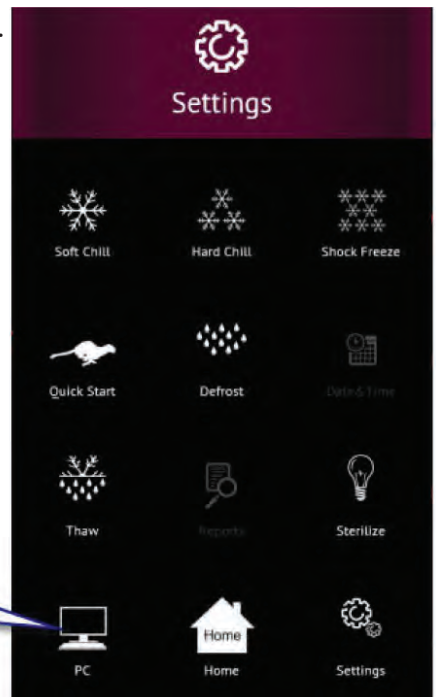 Settings
Soft Chill
Hard Chill
Shock Freeze
Quick Start
Defrost
Date&Time
Thaw
Reports
Sterilize
Home
PC
Home
Settings